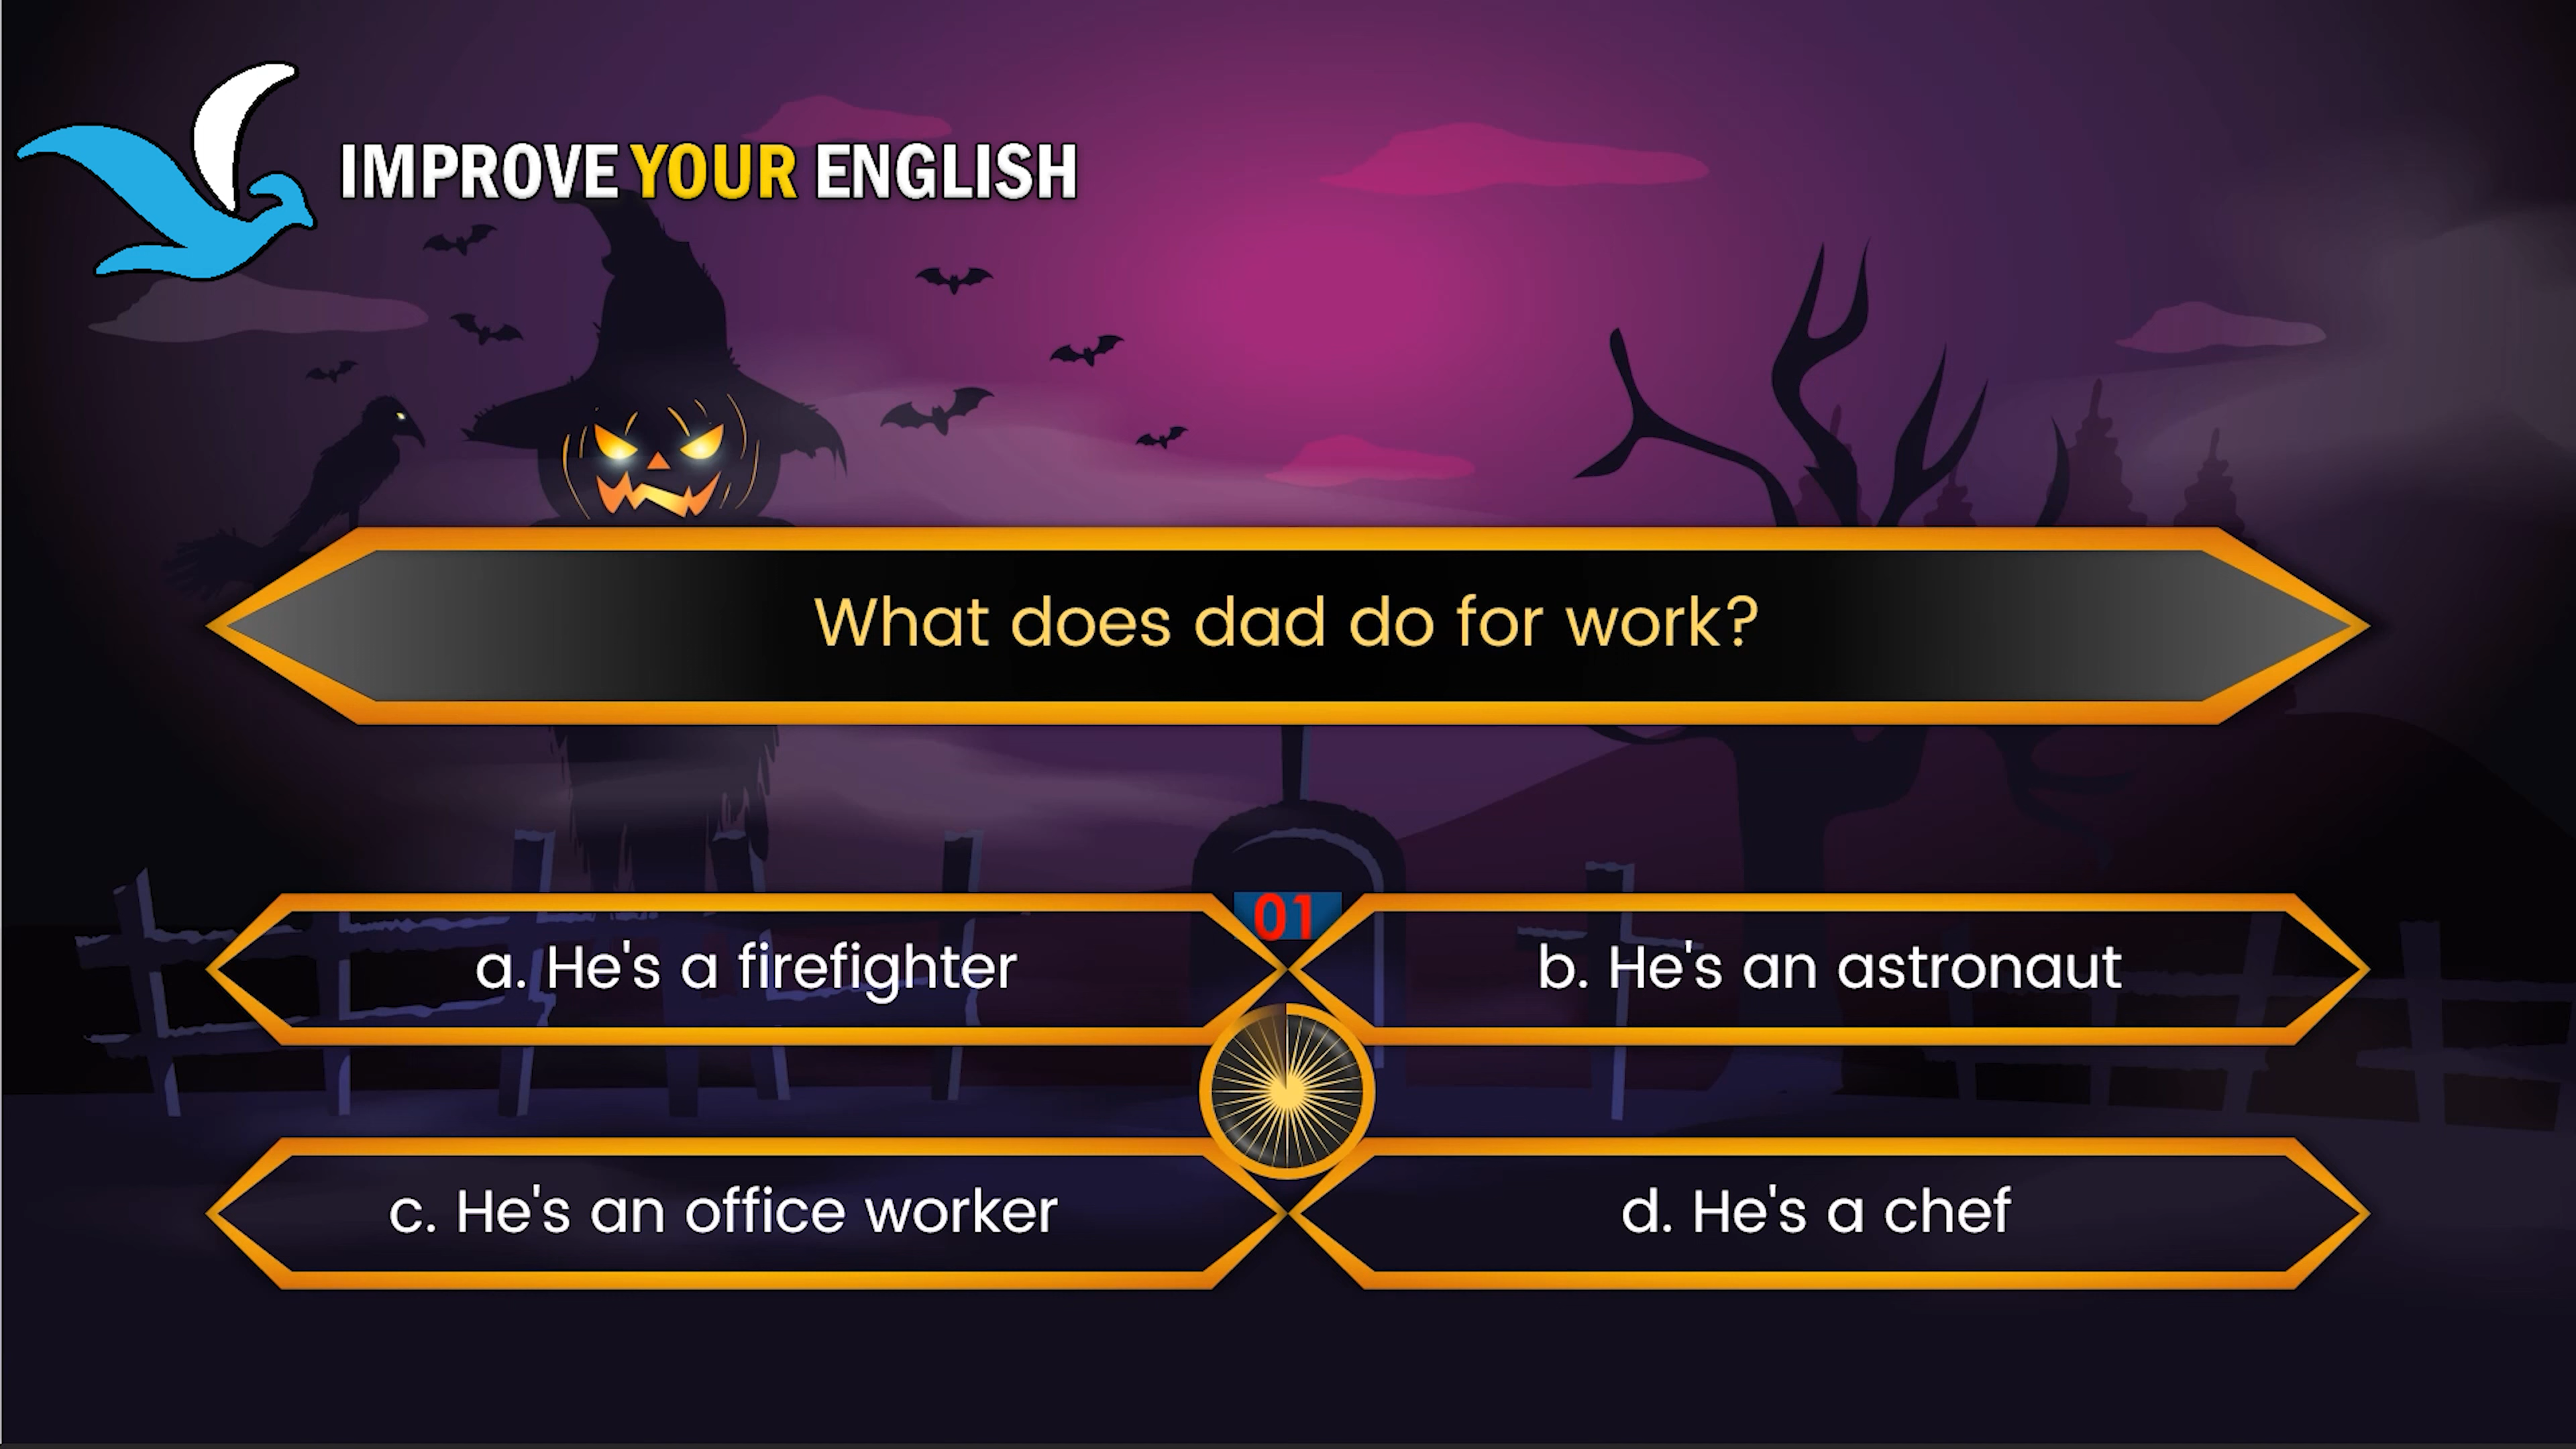 IMPROVE YOUR ENGLISH
What does dad do for work?
01
a. He's a firefighter
b. He's an astronaut
c. He's an office worker
d. He's a chef